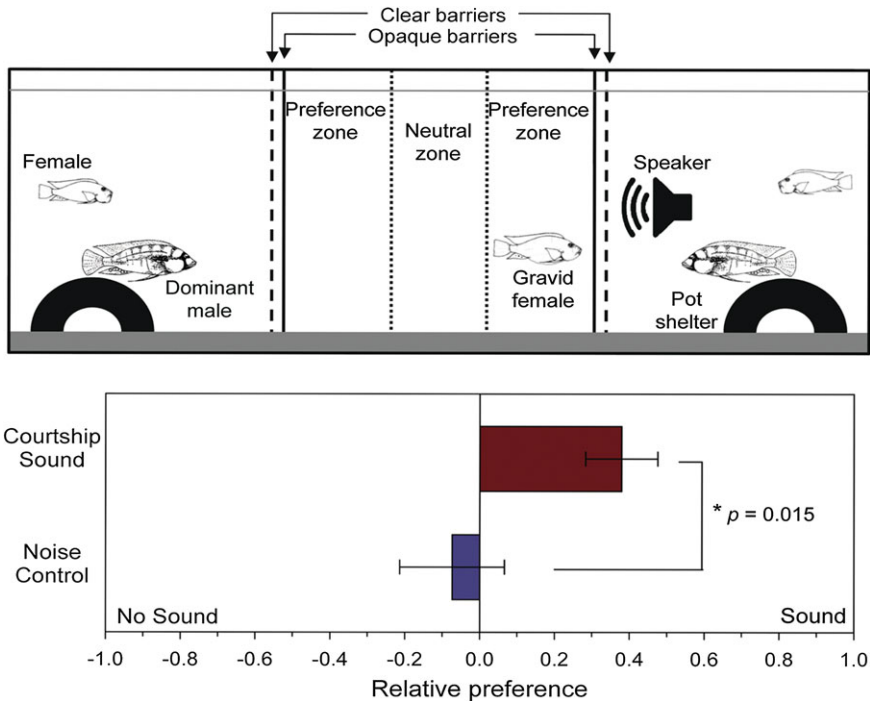 Clear barriers
Opaque barriers
Preference
zone
Neutral
zone
Preference
zone
Female
Speaker
Dominant
male
Gravid
female
Pot
shelter
Courtship
Sound
* p = 0.015
Noise
Control
No Sound
Sound
-1.0 -0.8 -0.6 -0.4 -0.2 0.0 0.2 0.4 0.6 0.8 1.0
Relative preference